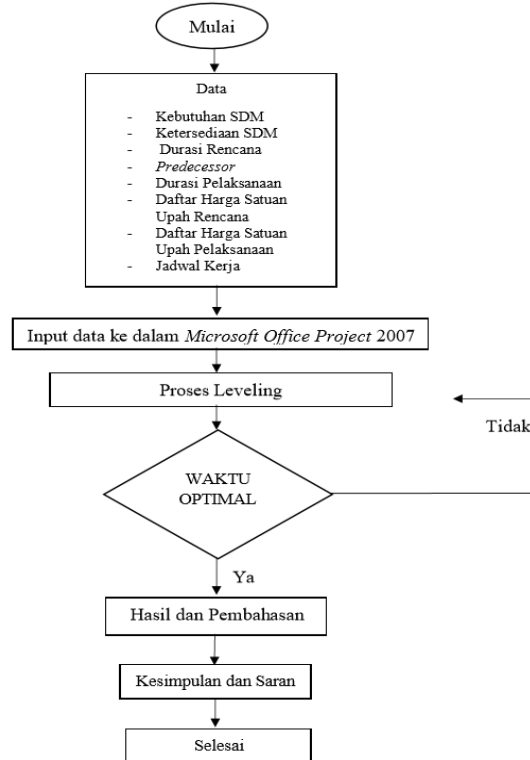 Mulai
Data
- Kebutuhan SDM
- Ketersediaan SDM
- Durasi Rencana
- Predecessor
- Durasi Pelaksanaan
- Daftar Harga Satuan
Upah Rencana
- Daftar Harga Satuan
Upah Pelaksanaan
- Jadwal Kerja
Input data ke dalam Microsoft Office Project 2007
Proses Leveling
Tidak
WAKTU
OPTIMAL
Ya
Hasil dan Pembahasan
Kesimpulan dan Saran
Selesai